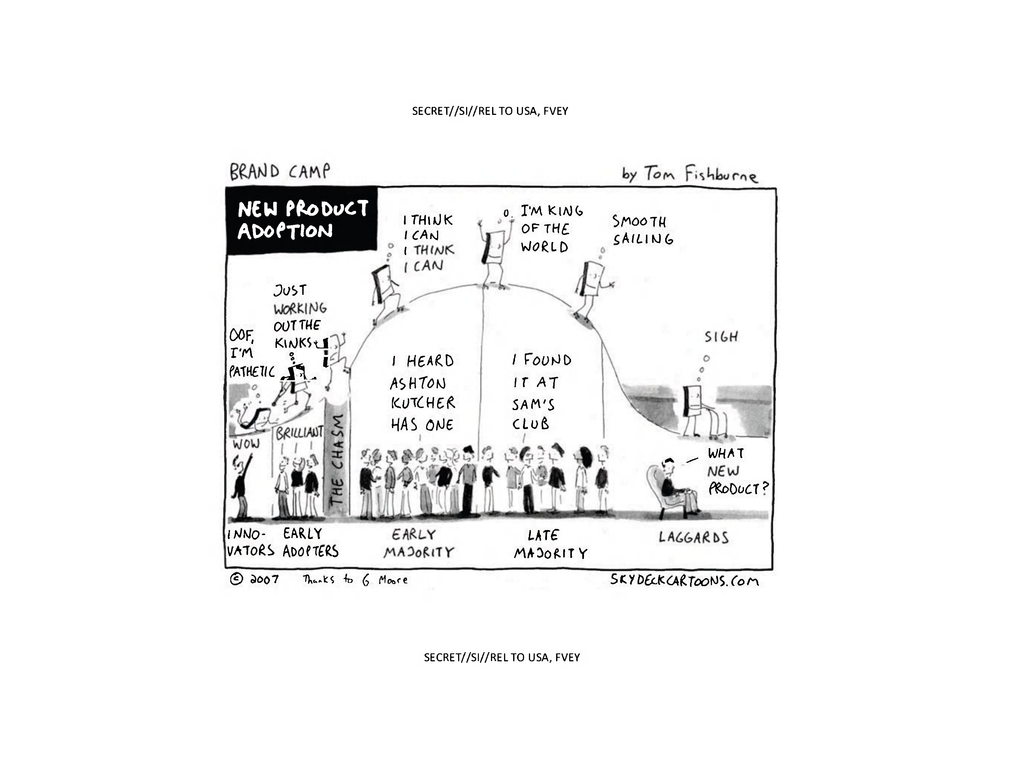 SECRET//SI//REL TO USA, FVEY
BRAND CAMP
by Tom Fishburne
NEW PRODUCT
ADOPTION
OOF,
I'M
PATHETIC
JUST
WORKING
OUT THE
KINKS
I THINK
I CAN
I THINK
I CAN
I'M KING
OF THE
WORLD
SMOOTH
SAILING
SIGH
WOW
BRILLIANT
THE CHASM
I HEARD
ASHTON
KUTCHER
HAS ONE
I FOUND
IT AT
SAM'S
CLUB
WHAT
NEW
PRODUCT?
INNO-
VATORS
EARLY
ADOPTERS
EARLY
MAJORITY
LATE
MAJORITY
LAGGARDS
© 2007 Thanks to G Moore
SKYDECKCARTOONS.COM
SECRET//SI//REL TO USA, FVEY